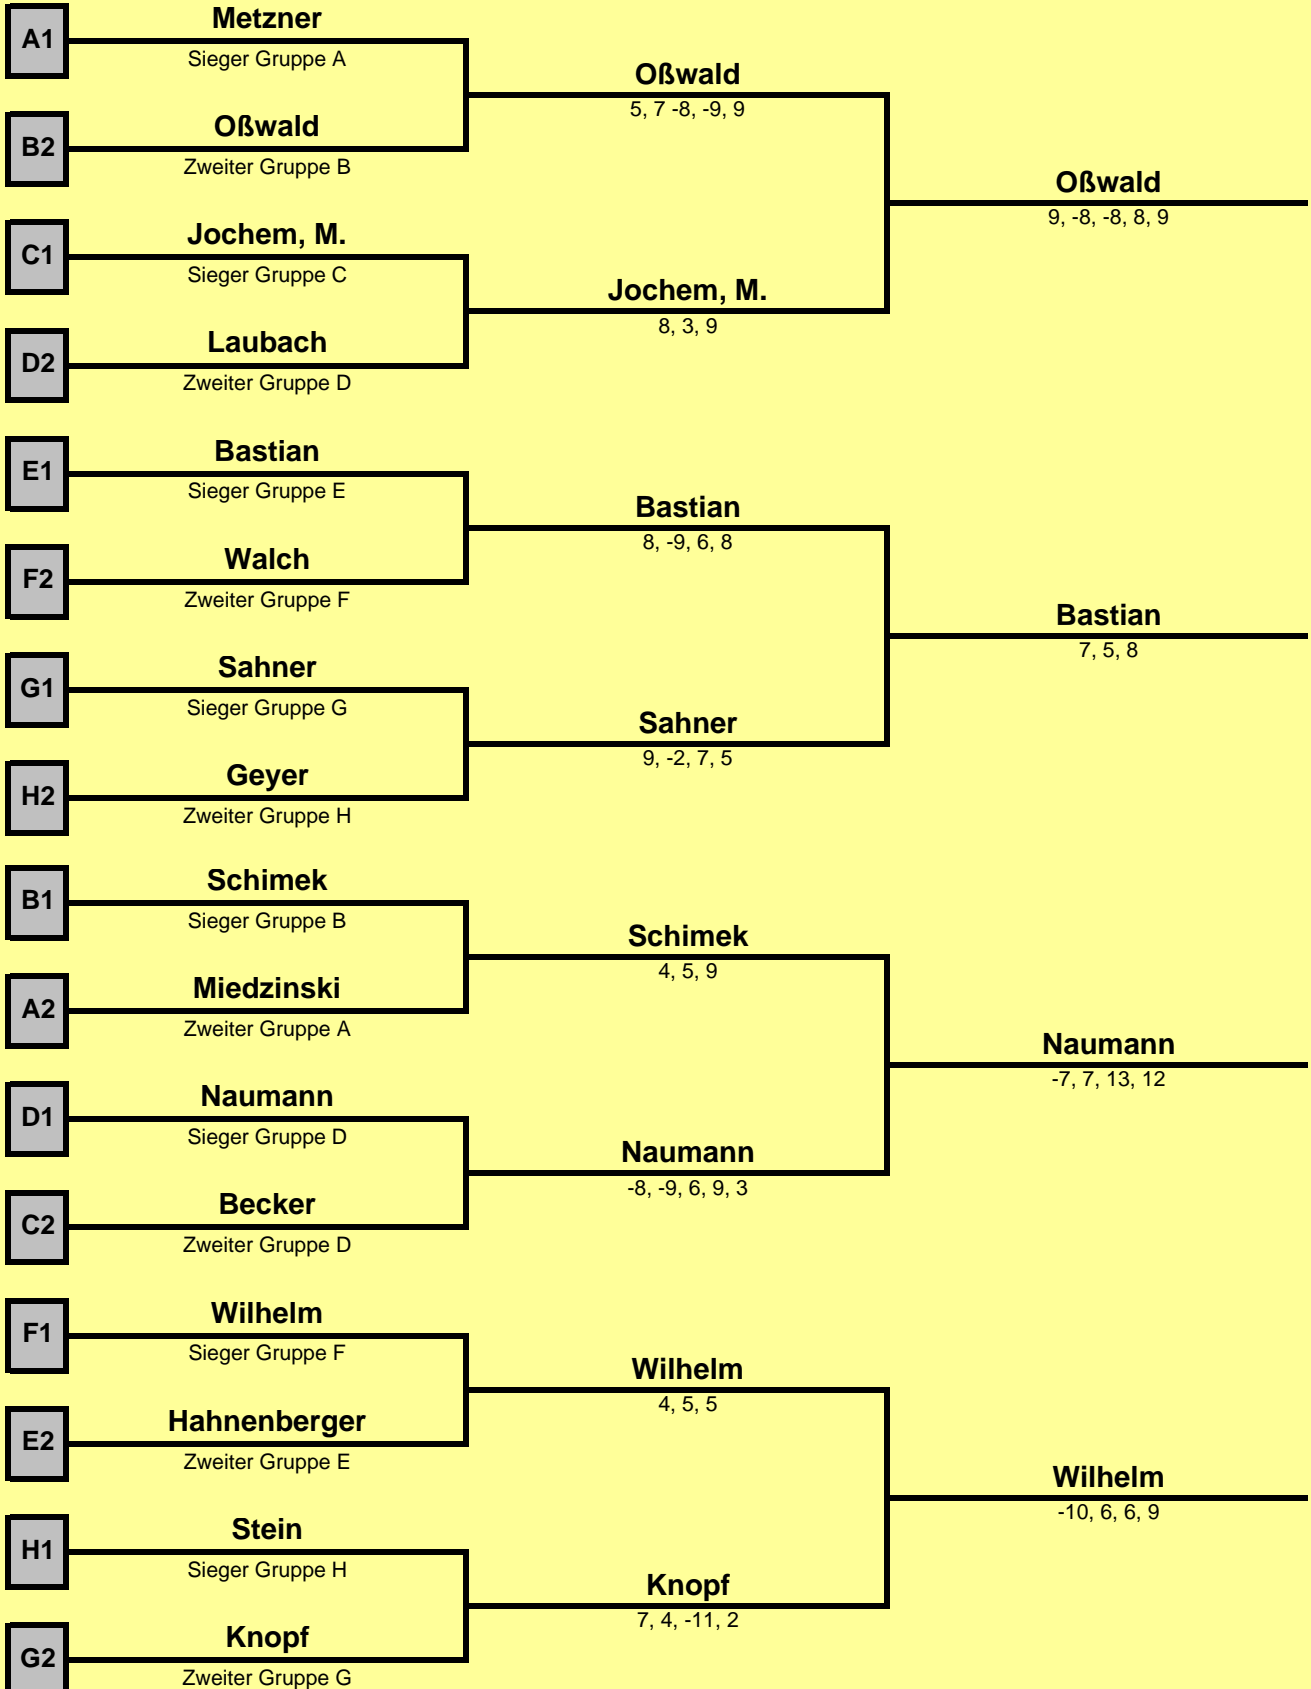 A1
Metzner
Sieger Gruppe A
B2
Oßwald
Zweiter Gruppe B
C1
Jochem, M.
Sieger Gruppe C
D2
Laubach
Zweiter Gruppe D
E1
Bastian
Sieger Gruppe E
F2
Walch
Zweiter Gruppe F
G1
Sahner
Sieger Gruppe G
H2
Geyer
Zweiter Gruppe H
B1
Schimek
Sieger Gruppe B
A2
Miedzinski
Zweiter Gruppe A
D1
Naumann
Sieger Gruppe D
C2
Becker
Zweiter Gruppe D
F1
Wilhelm
Sieger Gruppe F
E2
Hahnenberger
Zweiter Gruppe E
H1
Stein
Sieger Gruppe H
G2
Knopf
Zweiter Gruppe G
Oßwald
5, 7 -8, -9, 9
Jochem, M.
8, 3, 9
Bastian
8, -9, 6, 8
Sahner
9, -2, 7, 5
Schimek
4, 5, 9
Naumann
-8, -9, 6, 9, 3
Wilhelm
4, 5, 5
Knopf
7, 4, -11, 2
Oßwald
9, -8, -8, 8, 9
Bastian
7, 5, 8
Naumann
-7, 7, 13, 12
Wilhelm
-10, 6, 6, 9